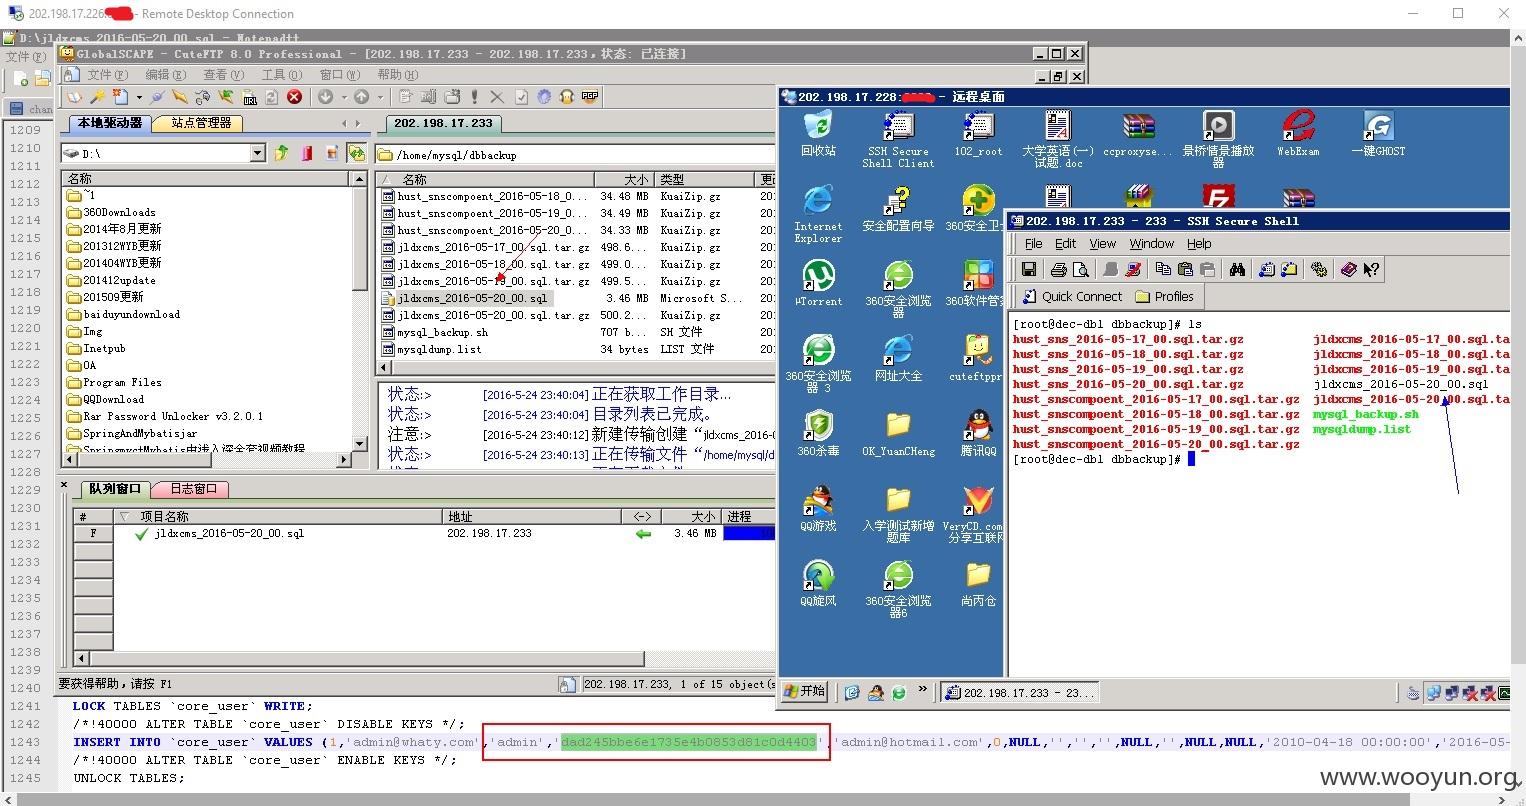 202.198.17.226: - Remote Desktop Connection
D:\jldxcms_2016-05-20_00.sql - Notepad++
文件(F)
GlobalSCAPE - CuteFTP 8.0 Professional - [202.198.17.233 - 202.198.17.233，状态: 已连接]
文件(F) 编辑(E) 查看(V) 工具(O) 窗口(W) 帮助(H)
本地驱动器 站点管理器
202.198.17.233
D:\
/home/mysql/dbbackup
名称
~1
360Downloads
2014年8月更新
201312WYB更新
201404WYB更新
201412update
201509更新
baiduyundownload
Img
Inetpub
OA
Program Files
QQDownload
Rar Password Unlocker v3.2.0.1
SpringAndMybatisjar
名称 大小 类型
hust_snscompoent_2016-05-18_0... 34.48 MB KuaiZip.gz 201
hust_snscompoent_2016-05-19_0... 34.49 MB KuaiZip.gz 201
hust_snscompoent_2016-05-20_0... 34.33 MB KuaiZip.gz 201
jldxcms_2016-05-17_00.sql.tar.gz 498.6... KuaiZip.gz 201
jldxcms_2016-05-18_00.sql.tar.gz 499.0... KuaiZip.gz 201
jldxcms_2016-05-19_00.sql.tar.gz 499.5... KuaiZip.gz 201
jldxcms_2016-05-20_00.sql 3.46 MB Microsoft S... 201
jldxcms_2016-05-20_00.sql.tar.gz 500.2... KuaiZip.gz 201
mysql_backup.sh 707 b... SH 文件 201
mysqldump.list 34 bytes LIST 文件 201
状态:> [2016-5-24 23:40:04] 正在获取工作目录...
状态:> [2016-5-24 23:40:04] 目录列表已完成。
注意:> [2016-5-24 23:40:12] 新建传输创建“jldxcms_2016-0
状态:> [2016-5-24 23:40:13] 正在传输文件“/home/mysql/d
队列窗口 日志窗口
# 项目名称 地址 <-> 大小 进程
F jldxcms_2016-05-20_00.sql 202.198.17.233 3.46 MB
要获得帮助，请按 F1
202.198.17.233, 1 of 15 object(s
202.198.17.228: - 远程桌面
回收站
SSH Secure Shell Client
102_root
大学英语(一)试题.doc
ccproxyse...
景桥情景播放器
WebExam
一键GHOST
Internet Explorer
安全配置向导
360安全卫士
µTorrent
360安全浏览器
360软件管
360安全浏览器 3
网址大全
cuteftppr
360杀毒
OK_YuanCHeng
腾讯QQ
QQ游戏
入学测试新增题库
VeryCD.com 分享互联网
QQ旋风
360安全浏览器6
尚丙仓
开始
202.198.17.233 - 23...
202.198.17.233 - 233 - SSH Secure Shell
File Edit View Window Help
Quick Connect Profiles
[root@dec-db1 dbbackup]# ls
hust_sns_2016-05-17_00.sql.tar.gz jldxcms_2016-05-17_00.sql.ta
hust_sns_2016-05-18_00.sql.tar.gz jldxcms_2016-05-18_00.sql.ta
hust_sns_2016-05-19_00.sql.tar.gz jldxcms_2016-05-19_00.sql.ta
hust_sns_2016-05-20_00.sql.tar.gz jldxcms_2016-05-20_00.sql
hust_snscompoent_2016-05-17_00.sql.tar.gz jldxcms_2016-05-20_00.sql.ta
hust_snscompoent_2016-05-18_00.sql.tar.gz mysql_backup.sh
hust_snscompoent_2016-05-19_00.sql.tar.gz mysqldump.list
hust_snscompoent_2016-05-20_00.sql.tar.gz
[root@dec-db1 dbbackup]#
chan
1209
1210
1211
1212
1213
1214
1215
1216
1217
1218
1219
1220
1221
1222
1223
1224
1225
1226
1227
1228
1229
1230
1231
1232
1233
1234
1235
1236
1237
1238
1239
1240
1241 LOCK TABLES `core_user` WRITE;
1242 /*!40000 ALTER TABLE `core_user` DISABLE KEYS */;
1243 INSERT INTO `core_user` VALUES (1,'admin@whaty.com','admin','dad245bbe6e1735e4b0853d81c0d4403','admin@hotmail.com',0,NULL,'','','',NULL,'',NULL,NULL,'2010-04-18 00:00:00','2016-05-
1244 /*!40000 ALTER TABLE `core_user` ENABLE KEYS */;
1245 UNLOCK TABLES;
www.wooyun.org